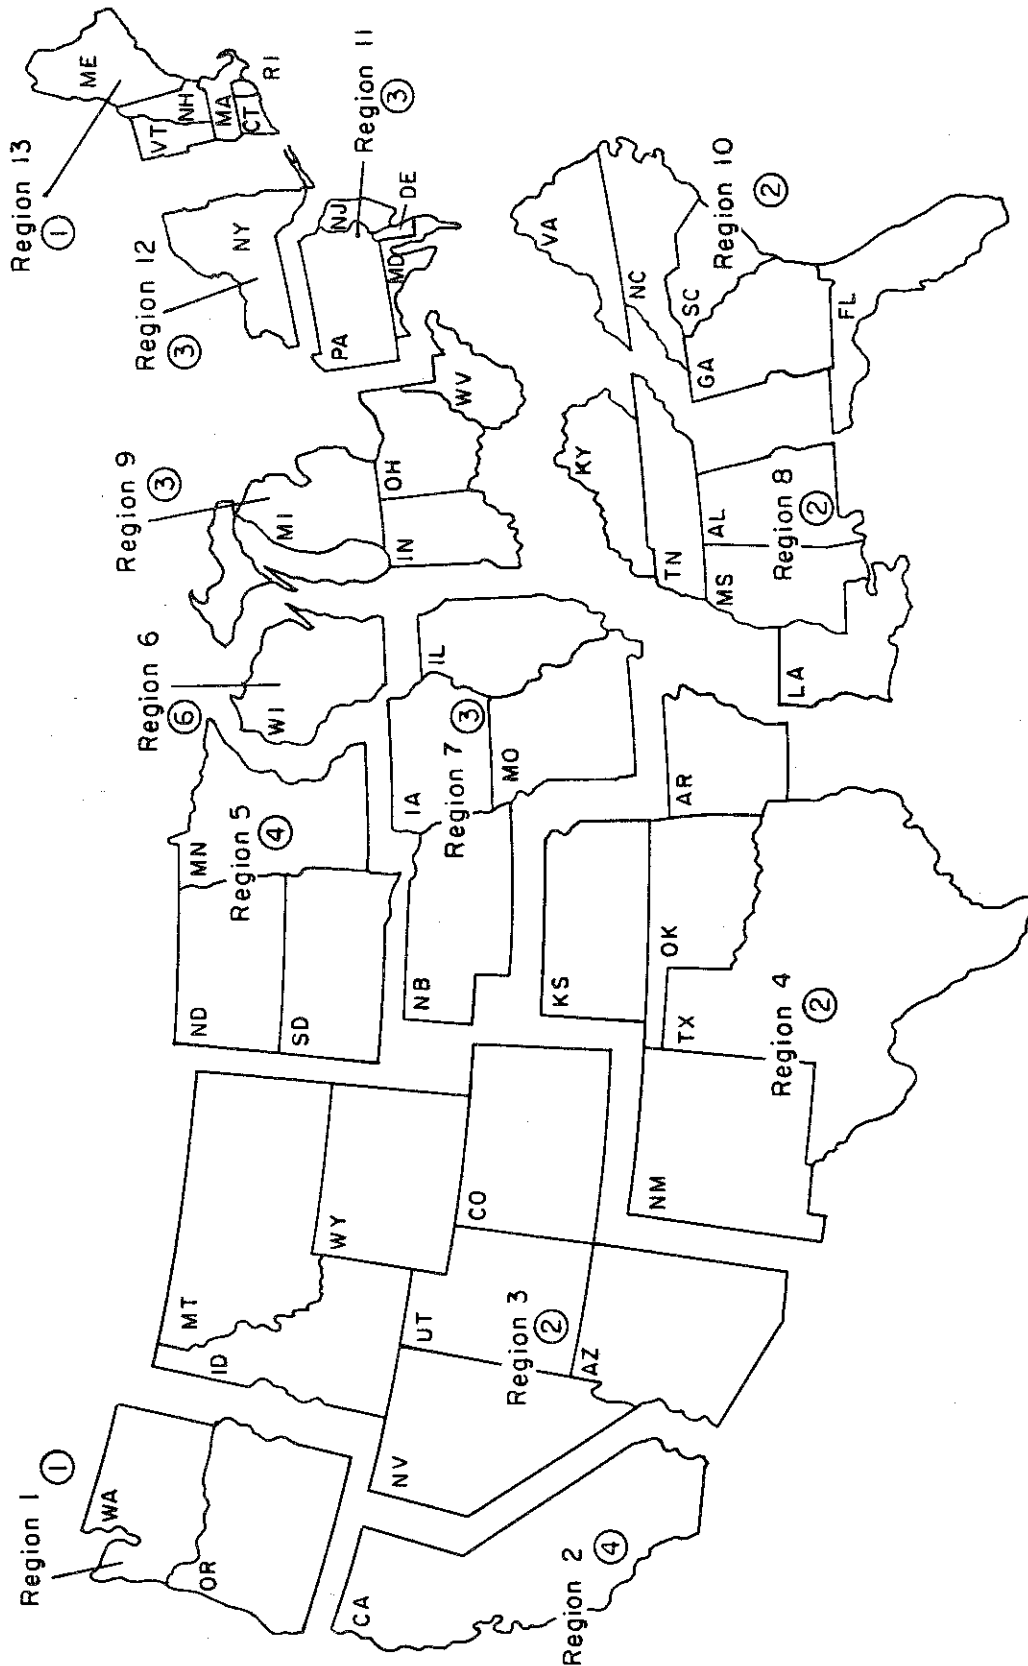 Region 1
①
WA
OR
CA
Region 2
④
MT
ID
WY
NV
UT
CO
Region 3
②
AZ
ND
MN
SD
Region 5
④
NB
KS
OK
AR
TX
NM
Region 4
②
Region 6
⑥
WI
IA
IL
Region 7
③
MO
Region 9
③
MI
IN
OH
WV
KY
TN
MS
AL
Region 8
②
LA
Region 12
③
NY
PA
NJ
MD
DE
Region 11
③
VA
NC
SC
GA
FL
Region 10
②
Region 13
①
ME
VT
NH
MA
CT
RI